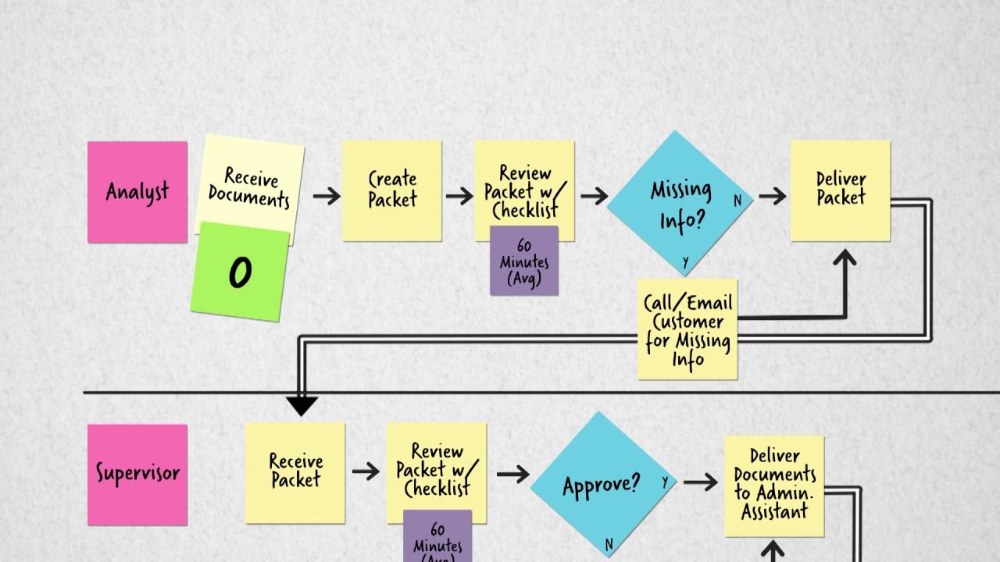 Analyst
Receive
Documents
0
Create
Packet
Review
Packet w/
Checklist
60
Minutes
(Avg)
Missing
Info?
N
Y
Deliver
Packet
Call/Email
Customer
for Missing
Info
Supervisor
Receive
Packet
Review
Packet w/
Checklist
60
Minutes
(Avg)
Approve?
Y
N
Deliver
Documents
to Admin.
Assistant